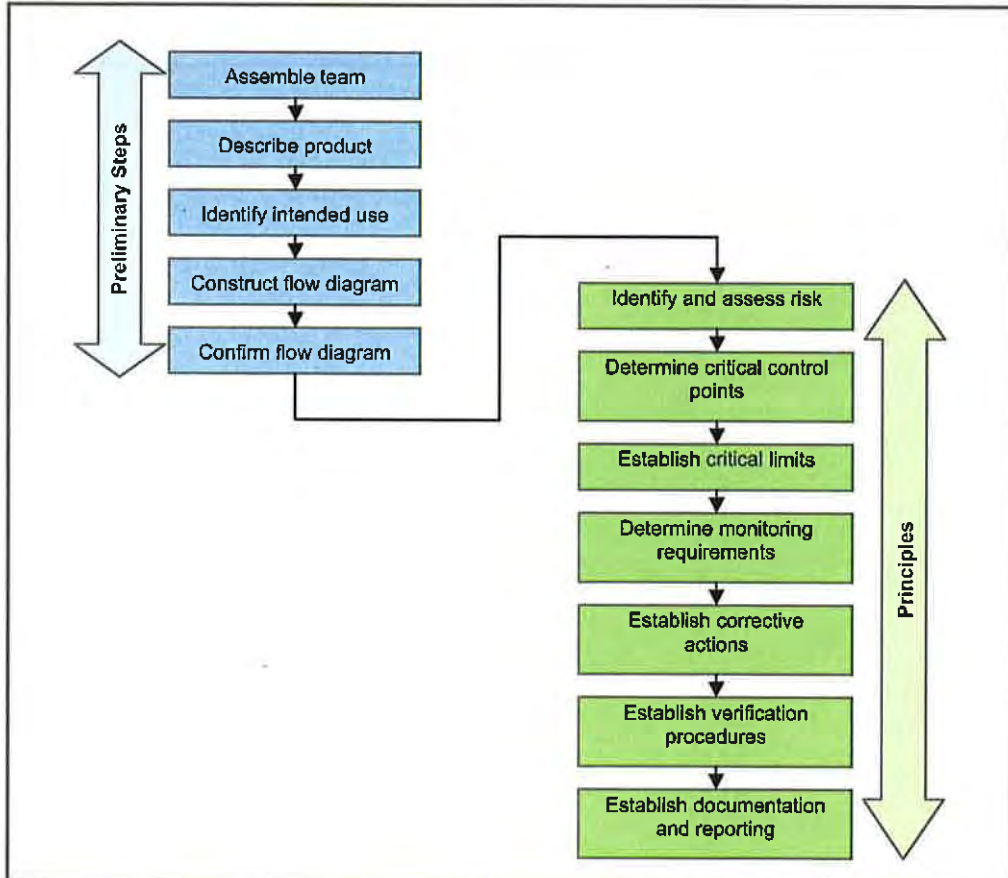 Preliminary Steps
Assemble team
Describe product
Identify intended use
Construct flow diagram
Confirm flow diagram
Identify and assess risk
Determine critical control
points
Establish critical limits
Determine monitoring
requirements
Establish corrective
actions
Establish verification
procedures
Establish documentation
and reporting
Principles